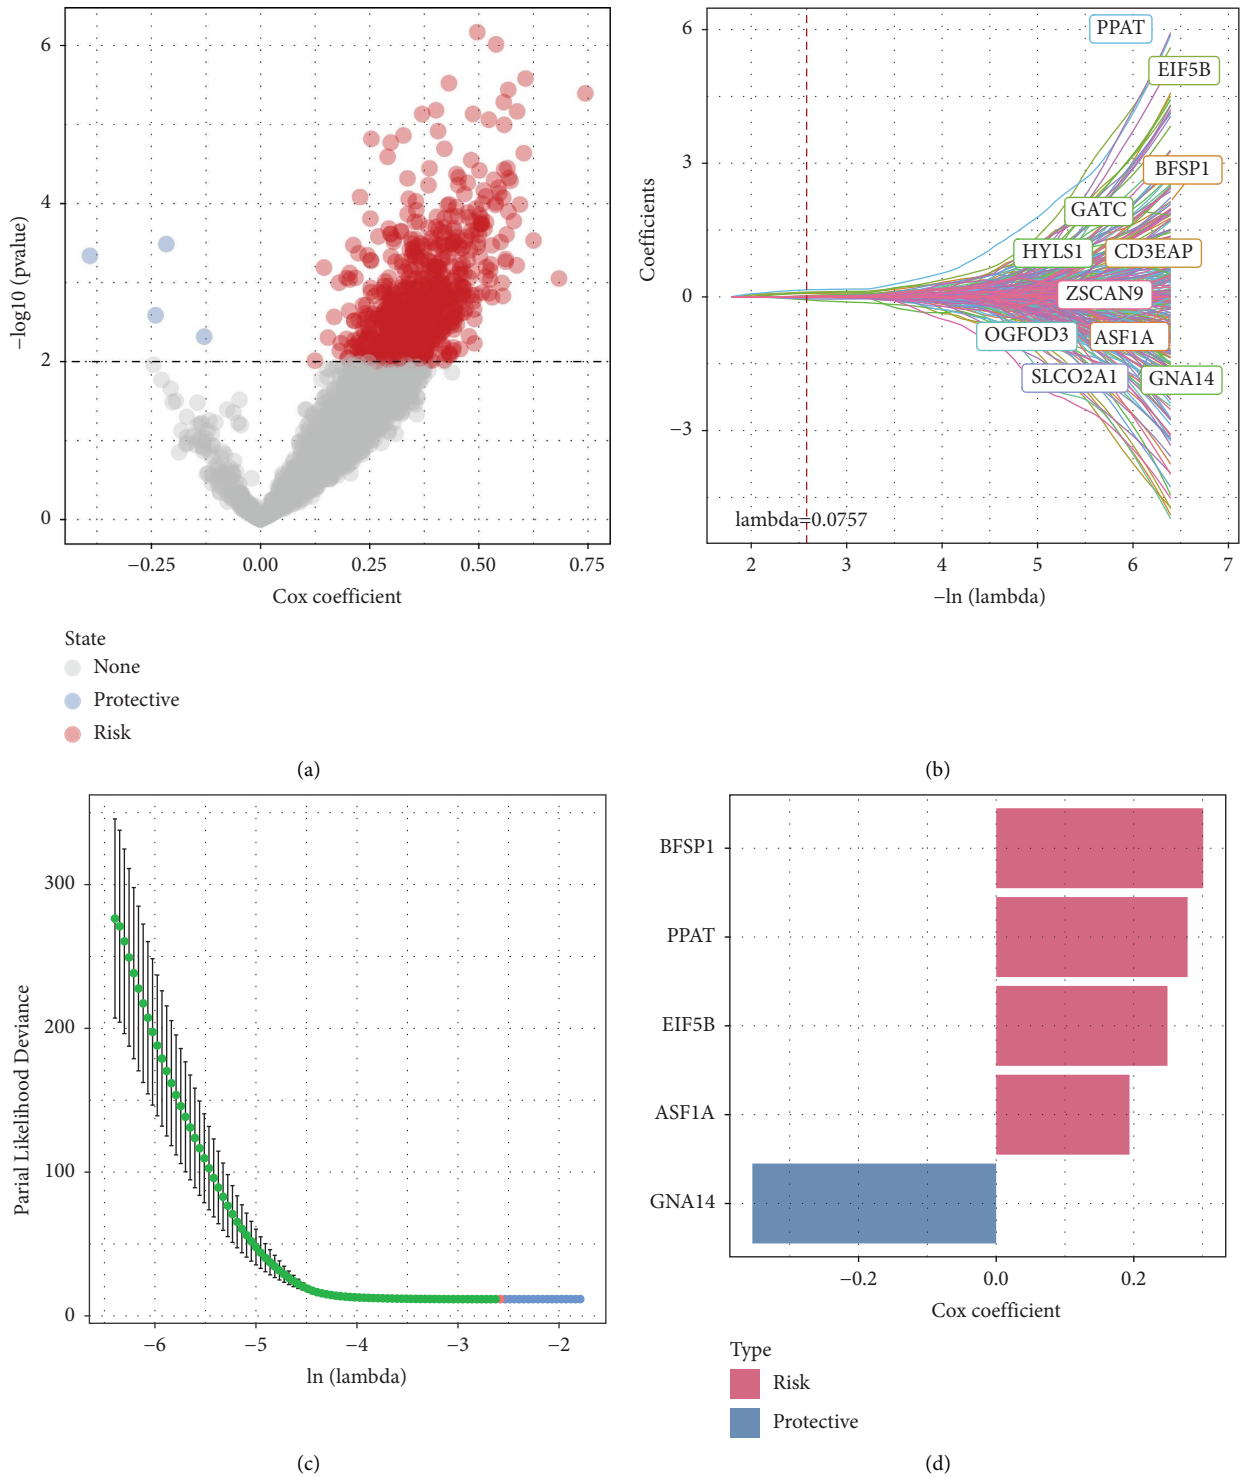 6
4
2
0
−log10 (pvalue)
−0.25
0.00
0.25
0.50
0.75
Cox coefficient
State
None
Protective
Risk
(a)
6
3
0
−3
Coefficients
PPAT
EIF5B
BFSP1
GATC
HYLS1
CD3EAP
ZSCAN9
OGFOD3
ASF1A
SLCO2A1
GNA14
lambda=0.0757
2
3
4
5
6
7
−ln (lambda)
(b)
300
200
100
0
Parial Likelihood Deviance
−6
−5
−4
−3
−2
ln (lambda)
(c)
BFSP1
PPAT
EIF5B
ASF1A
GNA14
−0.2
0.0
0.2
Cox coefficient
Type
Risk
Protective
(d)